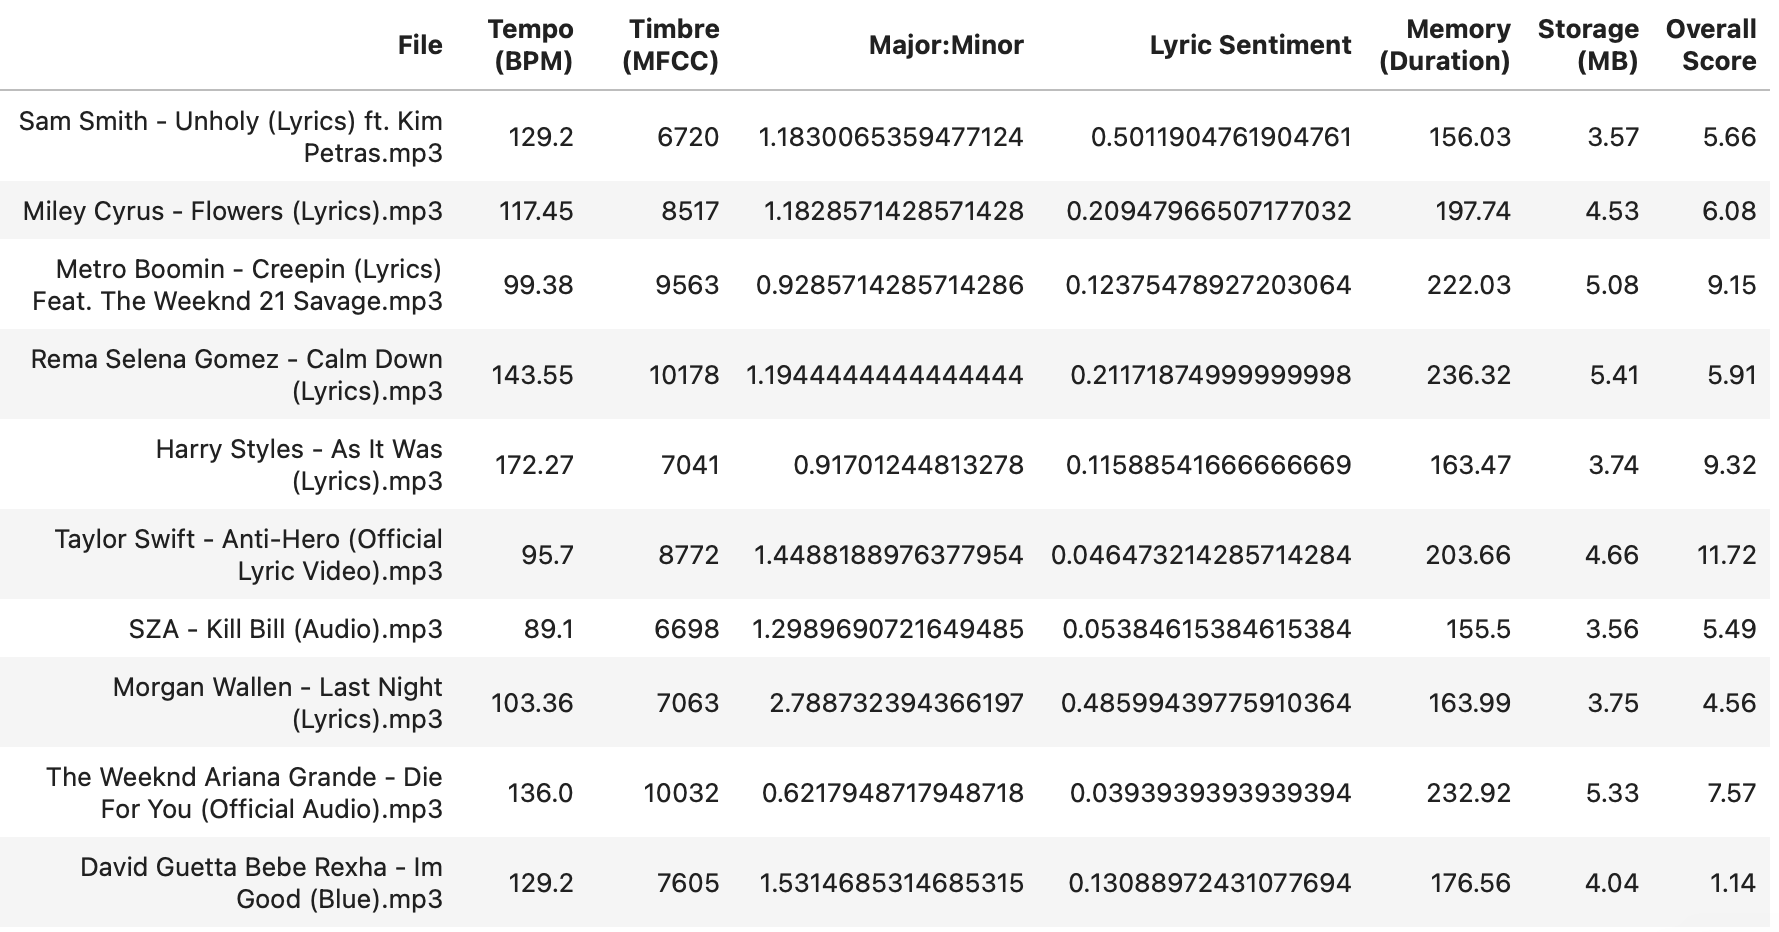 File Tempo (BPM) Timbre (MFCC) Major:Minor Lyric Sentiment Memory (Duration) Storage (MB) Overall Score
Sam Smith - Unholy (Lyrics) ft. Kim Petras.mp3 129.2 6720 1.1830065359477124 0.5011904761904761 156.03 3.57 5.66
Miley Cyrus - Flowers (Lyrics).mp3 117.45 8517 1.1828571428571428 0.20947966507177032 197.74 4.53 6.08
Metro Boomin - Creepin (Lyrics) Feat. The Weeknd 21 Savage.mp3 99.38 9563 0.9285714285714286 0.12375478927203064 222.03 5.08 9.15
Rema Selena Gomez - Calm Down (Lyrics).mp3 143.55 10178 1.1944444444444444 0.21171874999999998 236.32 5.41 5.91
Harry Styles - As It Was (Lyrics).mp3 172.27 7041 0.91701244813278 0.11588541666666669 163.47 3.74 9.32
Taylor Swift - Anti-Hero (Official Lyric Video).mp3 95.7 8772 1.4488188976377954 0.046473214285714284 203.66 4.66 11.72
SZA - Kill Bill (Audio).mp3 89.1 6698 1.2989690721649485 0.05384615384615384 155.5 3.56 5.49
Morgan Wallen - Last Night (Lyrics).mp3 103.36 7063 2.788732394366197 0.48599439775910364 163.99 3.75 4.56
The Weeknd Ariana Grande - Die For You (Official Audio).mp3 136.0 10032 0.6217948717948718 0.0393939393939394 232.92 5.33 7.57
David Guetta Bebe Rexha - Im Good (Blue).mp3 129.2 7605 1.5314685314685315 0.13088972431077694 176.56 4.04 1.14